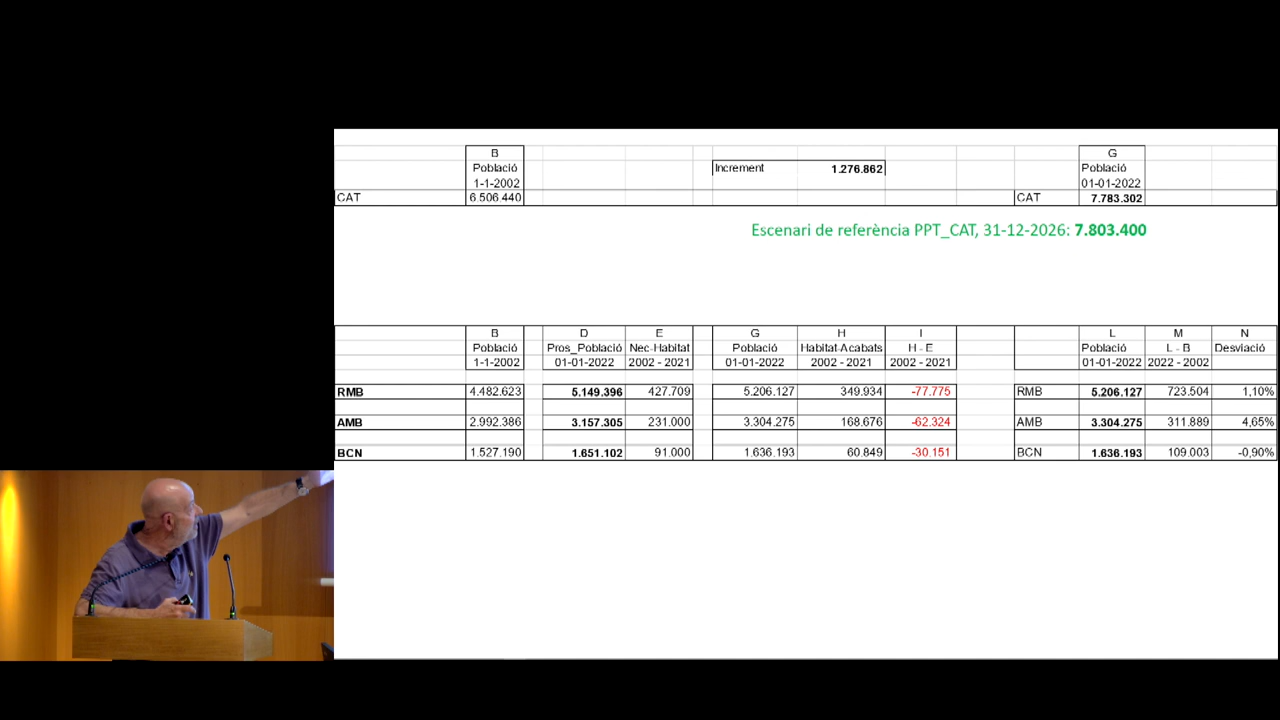 B G
Població Increment 1.276.862 Població
1-1-2002 01-01-2022
CAT 6.506.440 CAT 7.783.302
Escenari de referència PPT_CAT, 31-12-2026: 7.803.400
B D E G H I L M N
Població Pros_Població Nec-Habitat Població Habitat-Acabats H - E Població L - B Desviació
1-1-2002 01-01-2022 2002 - 2021 01-01-2022 2002 - 2021 2002 - 2021 01-01-2022 2022 - 2002
RMB 4.482.623 5.149.396 427.709 5.206.127 349.934 -77.775 RMB 5.206.127 723.504 1,10%
AMB 2.992.386 3.157.305 231.000 3.304.275 168.676 -62.324 AMB 3.304.275 311.889 4,65%
BCN 1.527.190 1.651.102 91.000 1.636.193 60.849 -30.151 BCN 1.636.193 109.003 -0,90%